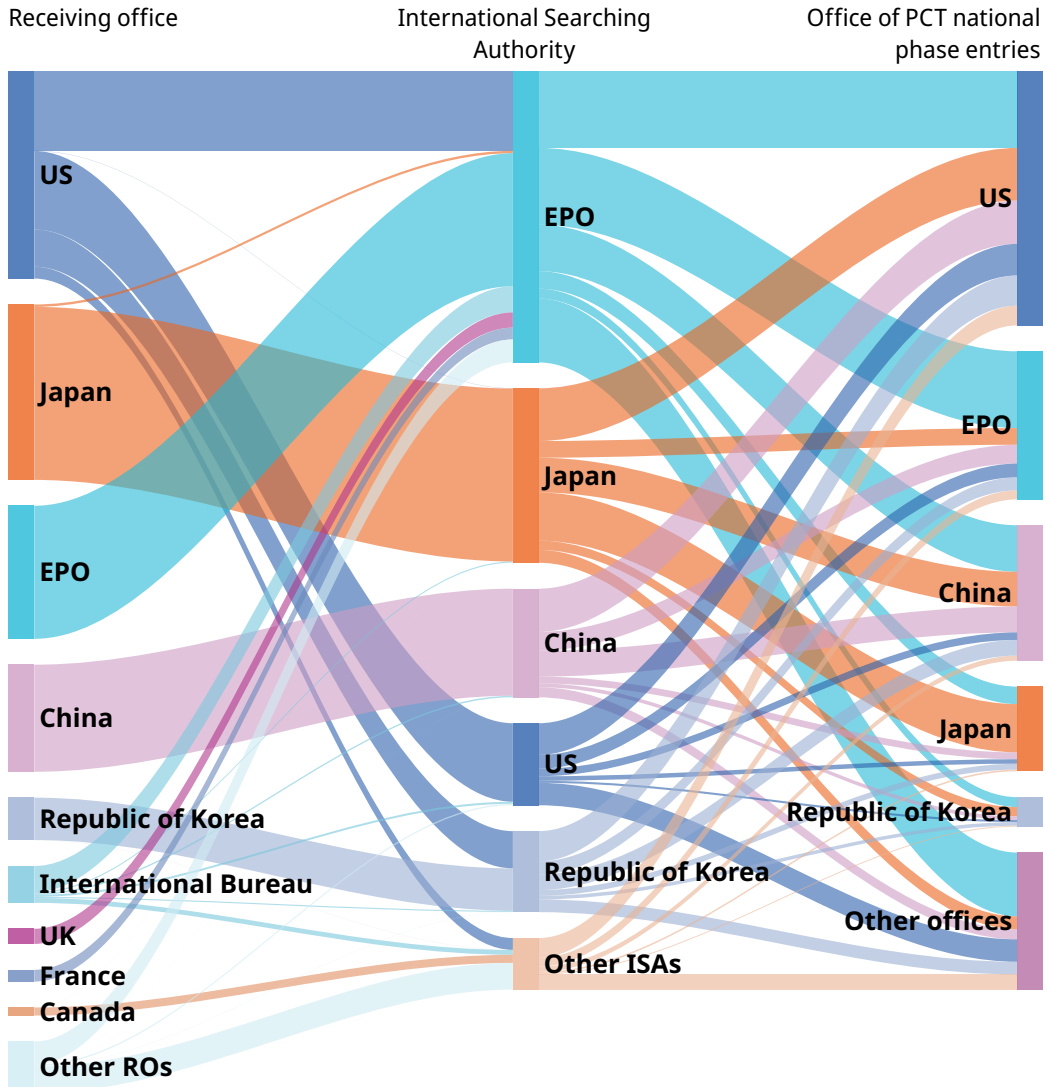 Receiving office
International Searching
Authority
Office of PCT national
phase entries
US
Japan
EPO
China
Republic of Korea
International Bureau
UK
France
Canada
Other ROs
EPO
Japan
China
US
Republic of Korea
Other ISAs
US
EPO
China
Japan
Republic of Korea
Other offices